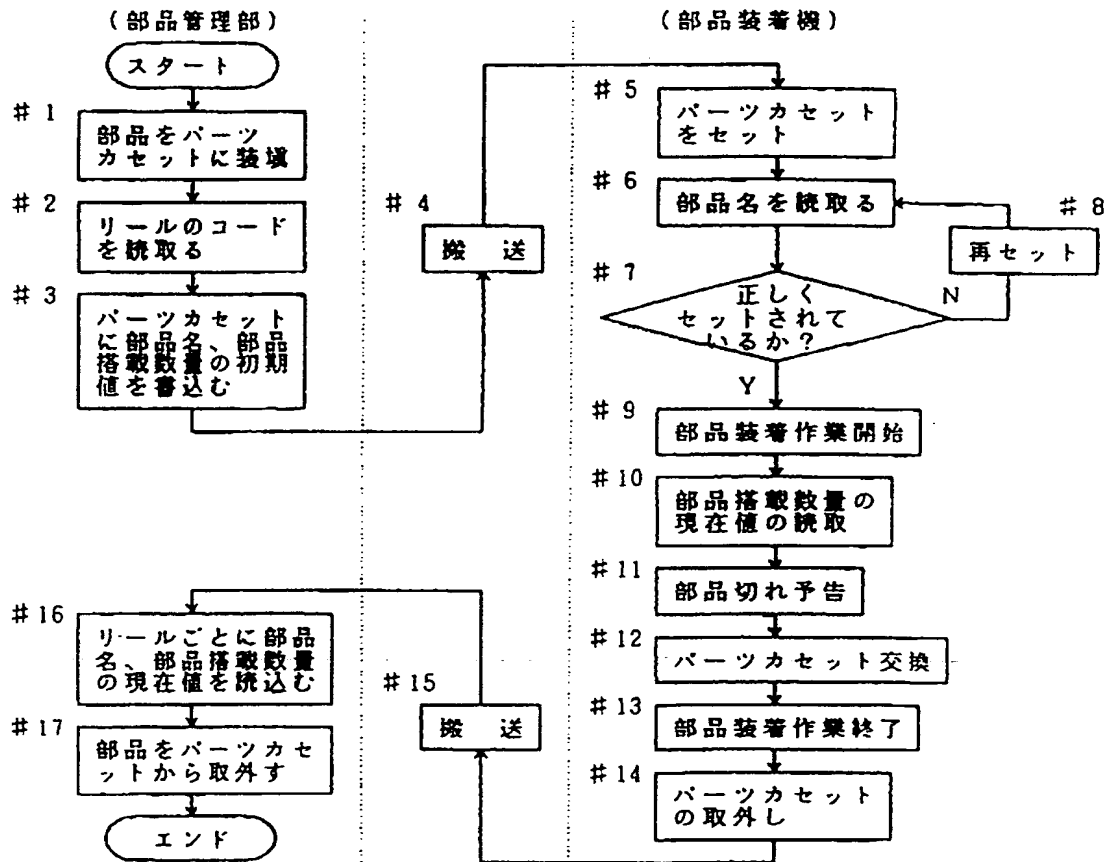 (部品管理部)
スタート
#1
部品をパーツ
カセットに装填
#2
リールのコード
を読取る
#3
パーツカセット
に部品名、部品
搭載数量の初期
値を書込む
#4
搬送
(部品装着機)
#5
パーツカセット
をセット
#6
部品名を読取る
#7
正しく
セットされて
いるか?
N
#8
再セット
Y
#9
部品装着作業開始
#10
部品搭載数量の
現在値の読取
#11
部品切れ予告
#12
パーツカセット交換
#13
部品装着作業終了
#14
パーツカセット
の取外し
#15
搬送
#16
リールごとに部品
名、部品搭載数量
の現在値を読込む
#17
部品をパーツカセ
ットから取外す
エンド